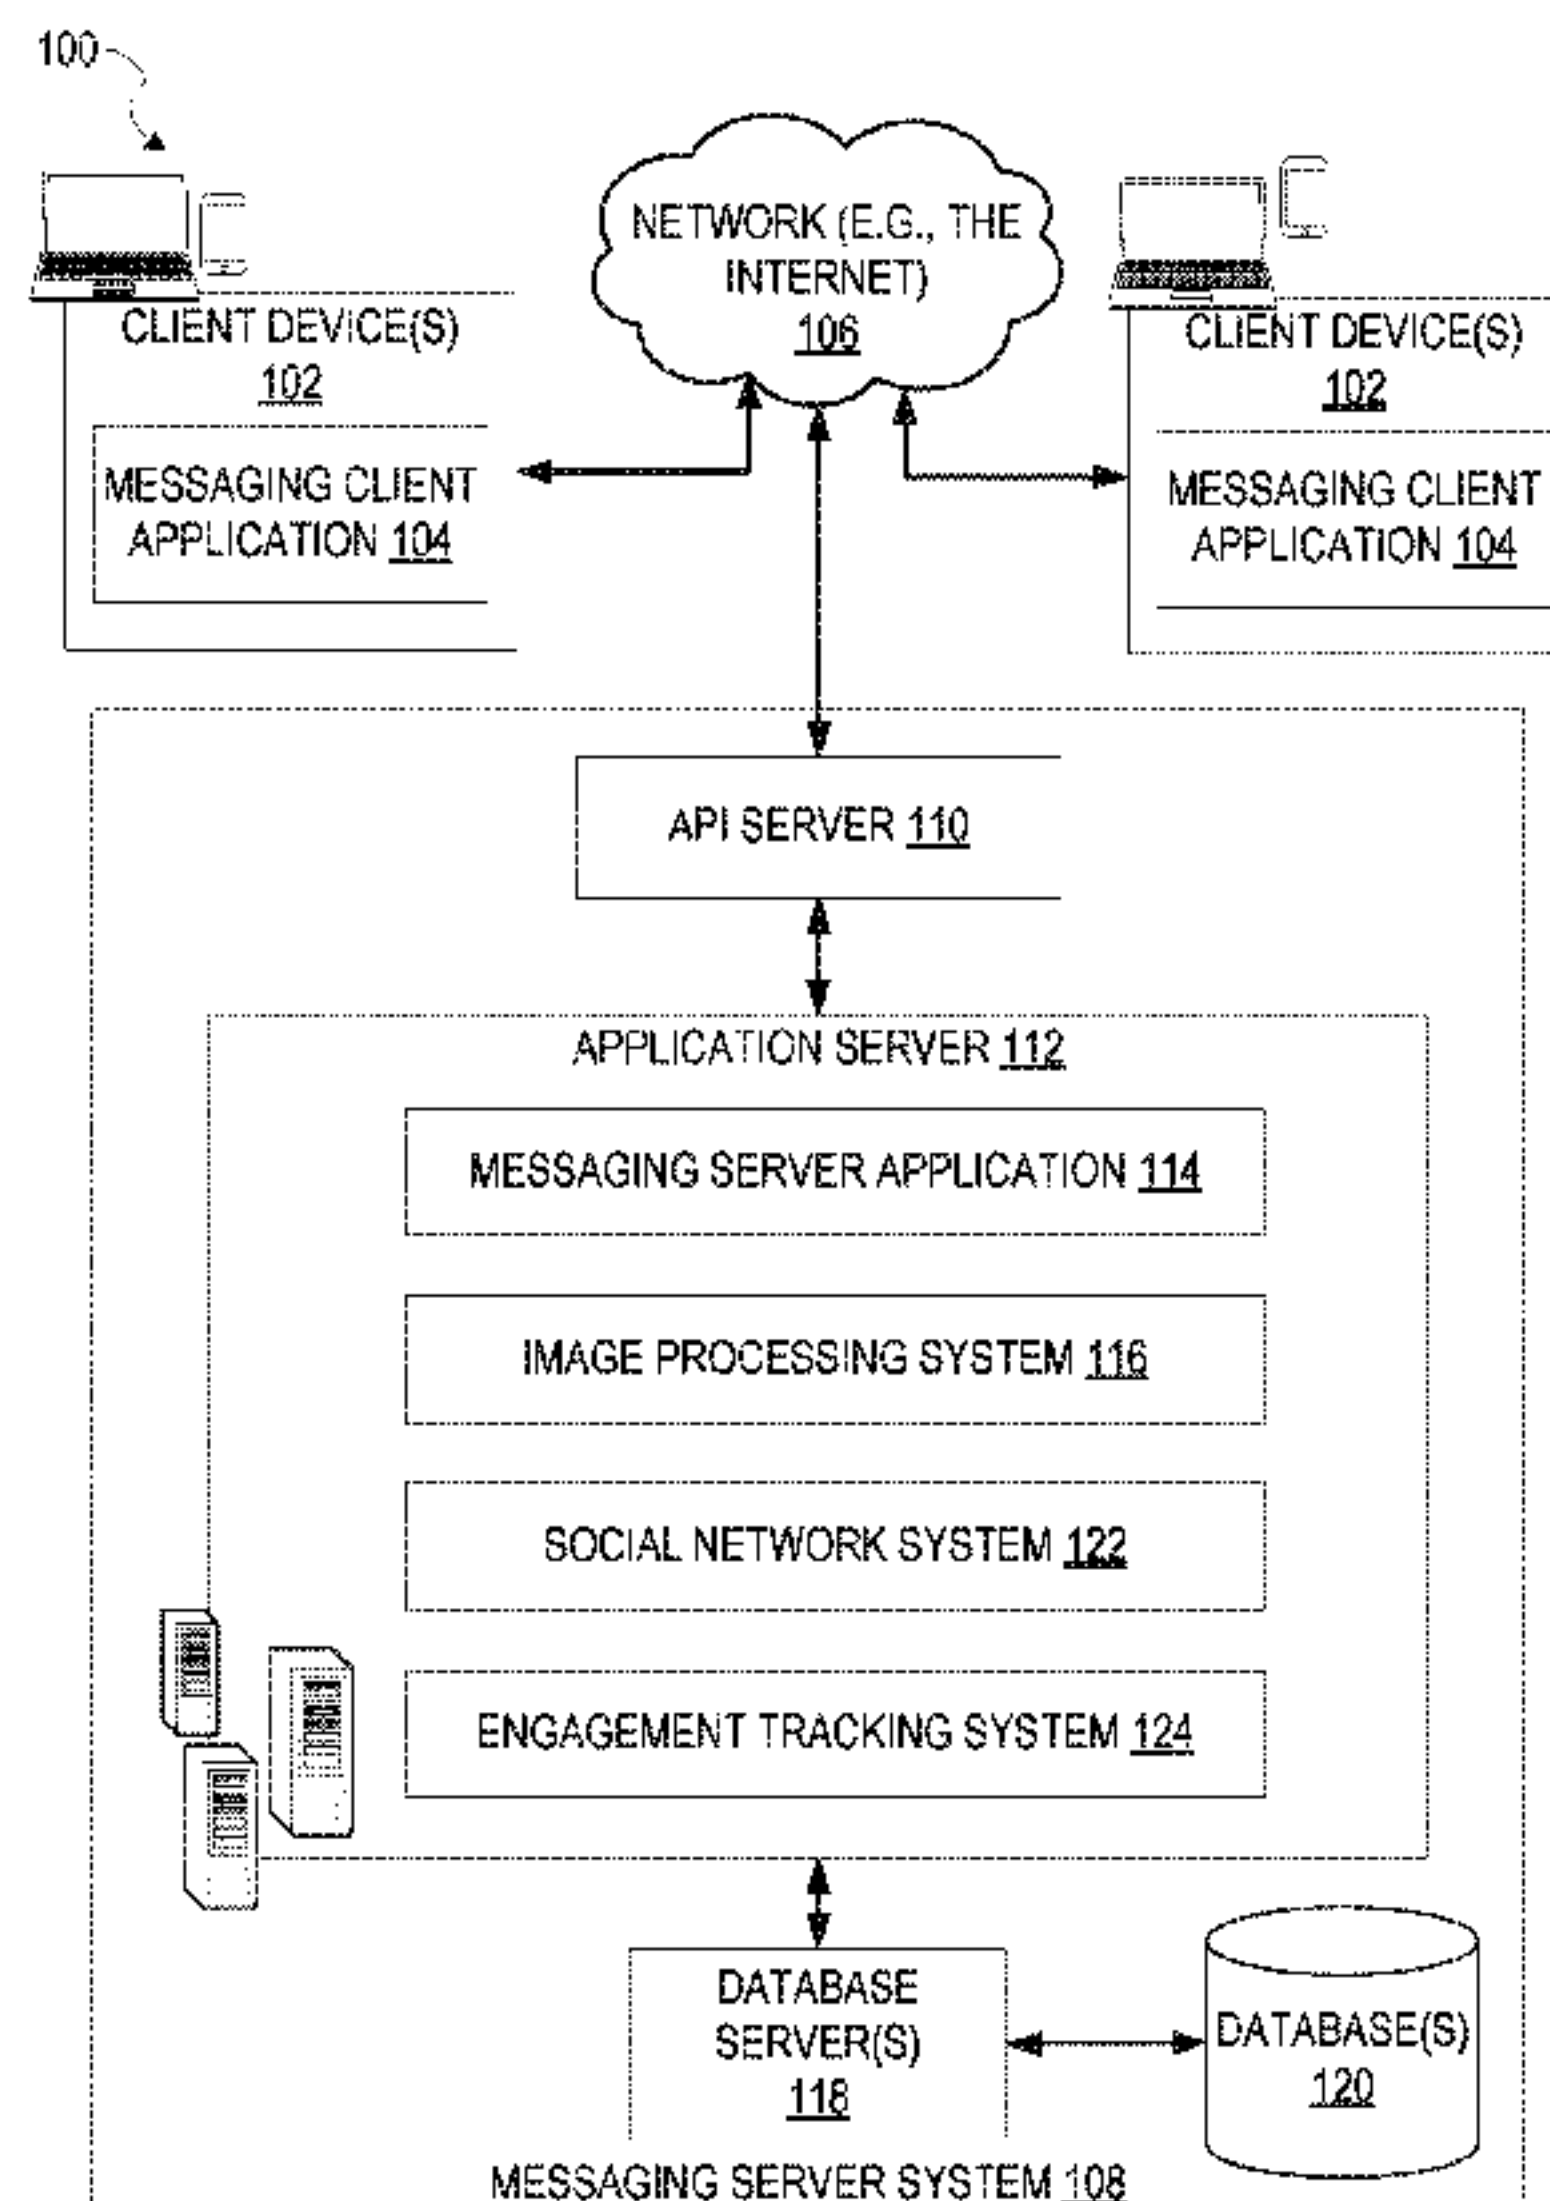 100
NETWORK (E.G., THE
INTERNET)
106
CLIENT DEVICE(S)
102
MESSAGING CLIENT
APPLICATION 104
CLIENT DEVICE(S)
102
MESSAGING CLIENT
APPLICATION 104
API SERVER 110
APPLICATION SERVER 112
MESSAGING SERVER APPLICATION 114
IMAGE PROCESSING SYSTEM 116
SOCIAL NETWORK SYSTEM 122
ENGAGEMENT TRACKING SYSTEM 124
DATABASE
SERVER(S)
118
DATABASE(S)
120
MESSAGING SERVER SYSTEM 108